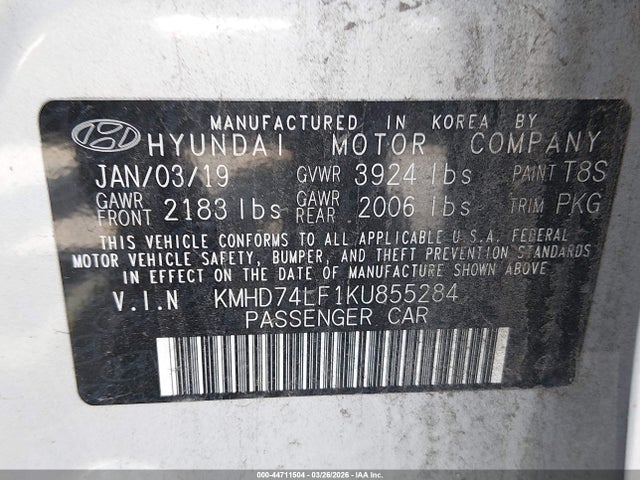 MANUFACTURED IN KOREA BY
HYUNDAI MOTOR COMPANY
JAN/03/19 GVWR 3924 lbs PAINT T8S
GAWR FRONT 2183 lbs GAWR REAR 2006 lbs TRIM PKG
THIS VEHICLE CONFORMS TO ALL APPLICABLE U.S.A. FEDERAL
MOTOR VEHICLE SAFETY, BUMPER, AND THEFT PREVENTION STANDARDS
IN EFFECT ON THE DATE OF MANUFACTURE SHOWN ABOVE.
V.I.N KMHD74LF1KU855284
PASSENGER CAR
000-44711504 | 03/26/2026 | IAA, Inc.